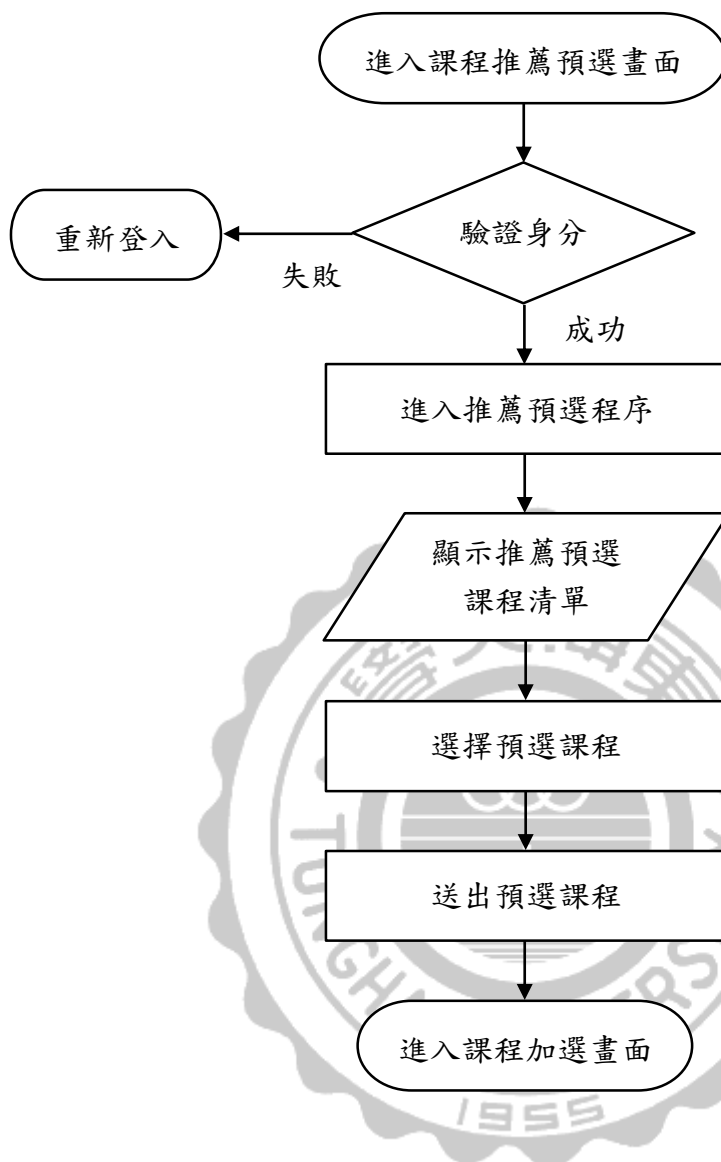 進入課程推薦預選畫面
驗證身分
重新登入
失敗
成功
進入推薦預選程序
顯示推薦預選
課程清單
選擇預選課程
送出預選課程
進入課程加選畫面
1955